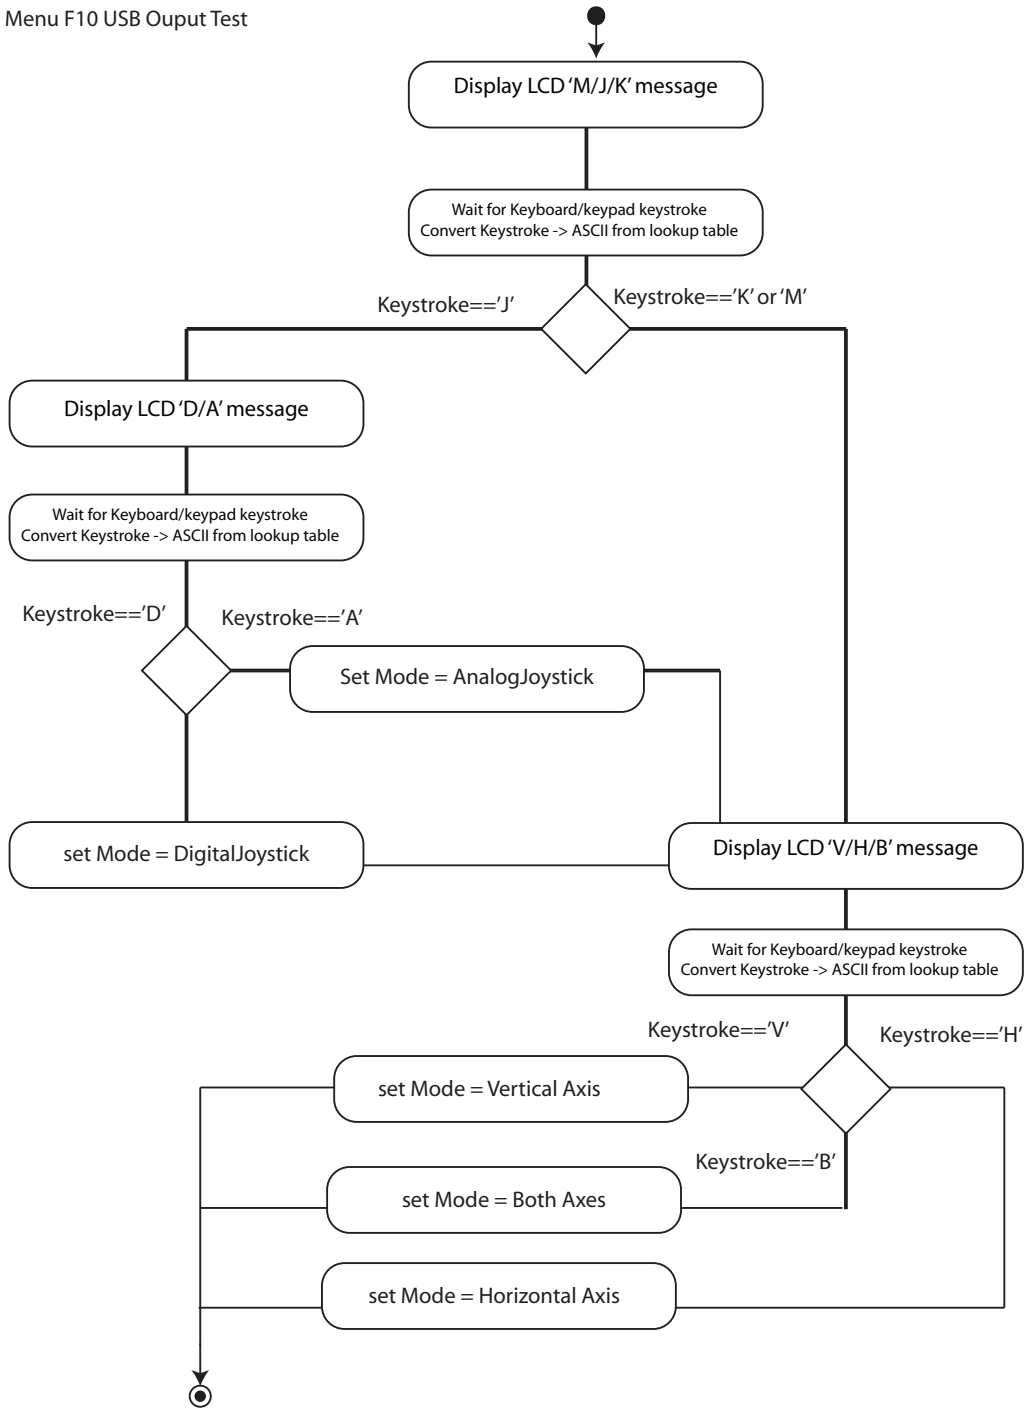 Menu F10 USB Ouput Test
Display LCD ‘M/J/K’ message
Wait for Keyboard/keypad keystroke
Convert Keystroke -> ASCII from lookup table
Keystroke==’J’
Keystroke==’K’ or ‘M’
Display LCD ‘D/A’ message
Wait for Keyboard/keypad keystroke
Convert Keystroke -> ASCII from lookup table
Keystroke==’D’
Keystroke==’A’
Set Mode = AnalogJoystick
set Mode = DigitalJoystick
Display LCD ‘V/H/B’ message
Wait for Keyboard/keypad keystroke
Convert Keystroke -> ASCII from lookup table
Keystroke==’V’
Keystroke==’H’
set Mode = Vertical Axis
Keystroke==’B’
set Mode = Both Axes
set Mode = Horizontal Axis